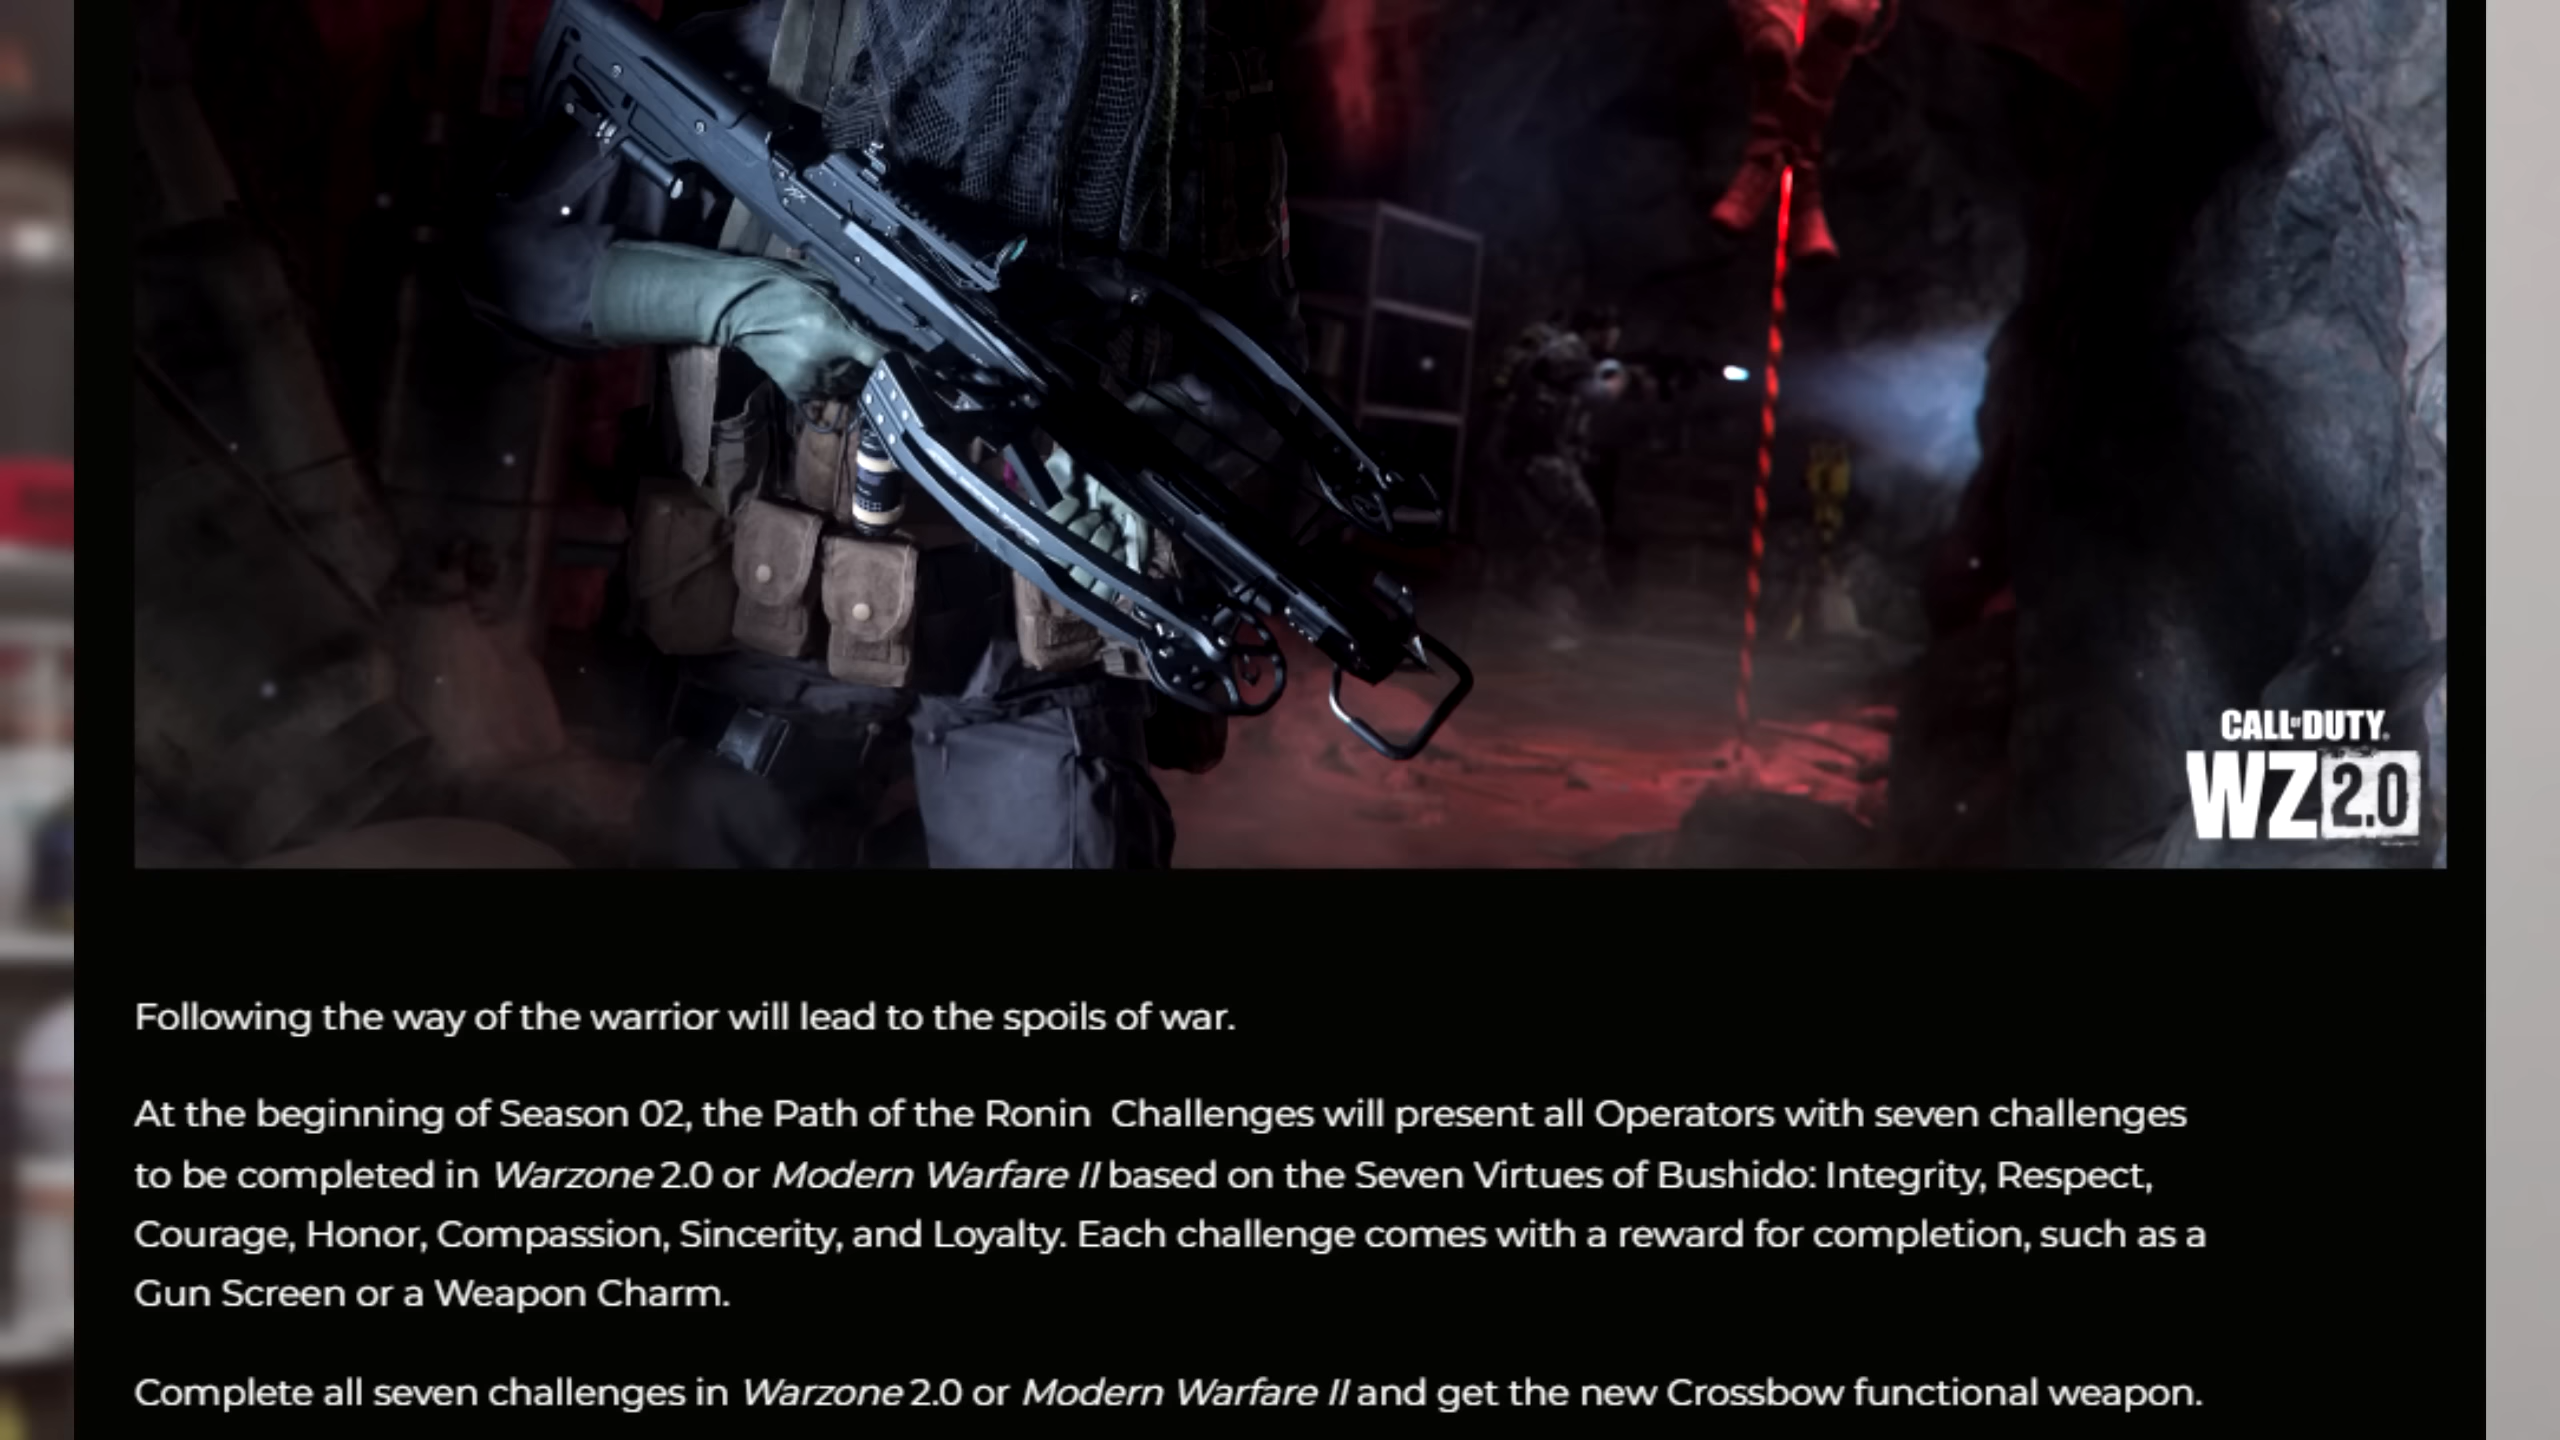 CALL OF DUTY.
WZ 2.0
Following the way of the warrior will lead to the spoils of war.
At the beginning of Season 02, the Path of the Ronin  Challenges will present all Operators with seven challenges
to be completed in Warzone 2.0 or Modern Warfare II based on the Seven Virtues of Bushido: Integrity, Respect,
Courage, Honor, Compassion, Sincerity, and Loyalty. Each challenge comes with a reward for completion, such as a
Gun Screen or a Weapon Charm.
Complete all seven challenges in Warzone 2.0 or Modern Warfare II and get the new Crossbow functional weapon.